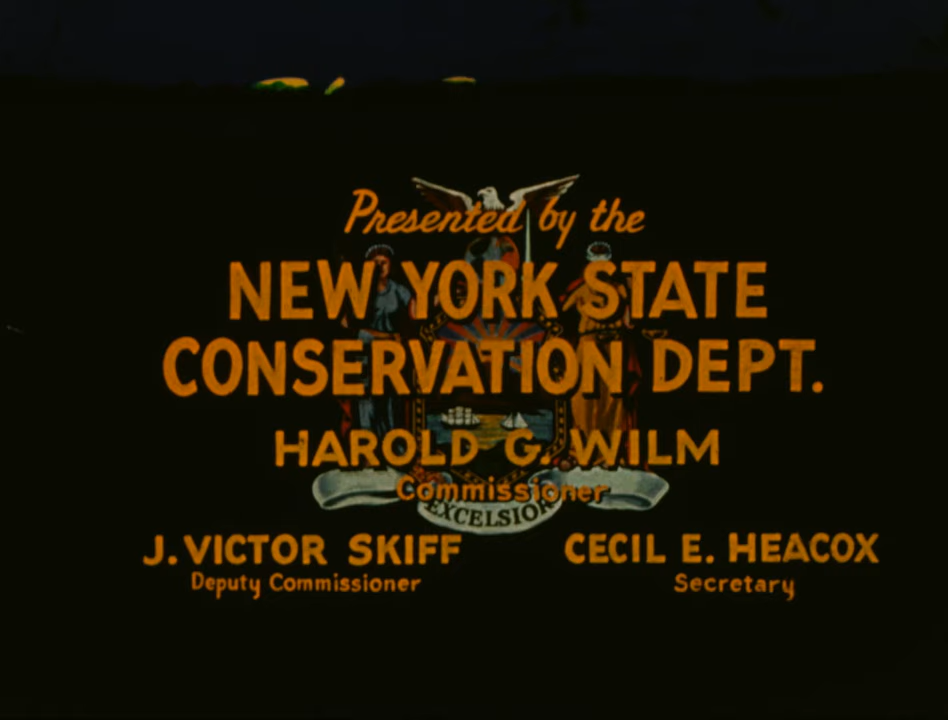 Presented by the
NEW YORK STATE
CONSERVATION DEPT.
HAROLD G. WILM
Commissioner
EXCELSIOR
J. VICTOR SKIFF CECIL E. HEACOX
Deputy Commissioner Secretary